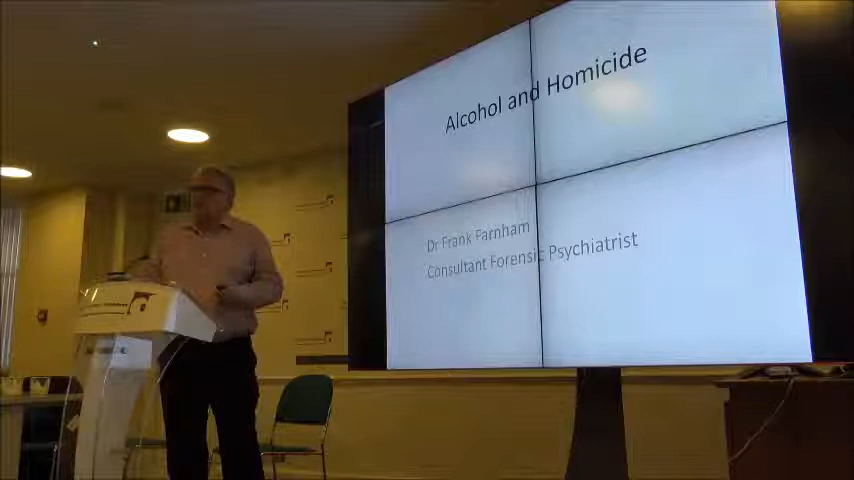 Alcohol and Homicide
Dr Frank Farnham
Consultant Forensic Psychiatrist